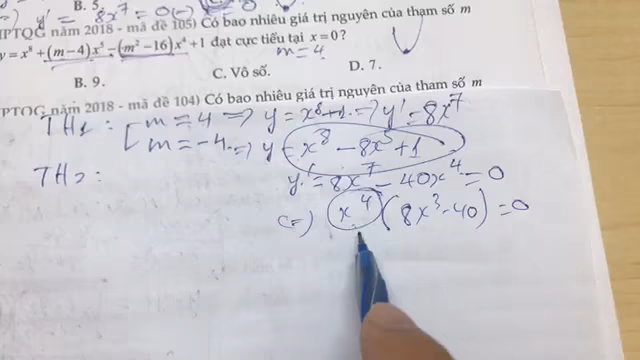 B. 5. y' = 8x⁷ = 0 (
HPTQG năm 2018 - mã đề 105) Có bao nhiêu giá trị nguyên của tham số m
y = x⁸ + (m − 4)x⁵ − (m² − 16)x⁴ + 1 đạt cực tiểu tại x = 0?
m = 4
B. 9. C. Vô số. D. 7.
PTQG năm 2018 - mã đề 104) Có bao nhiêu giá trị nguyên của tham số m
TH1: [ m = 4 => y = x⁸ + 1 => y' = 8x⁷
m = -4 => y = x⁸ - 8x⁵ + 1
TH2:
y' = 8x⁷ - 40x⁴ = 0
<=> x⁴ (8x³ - 40) = 0